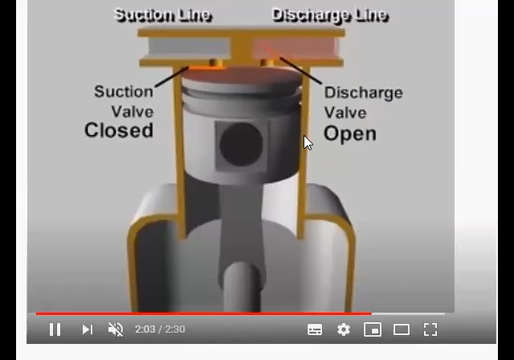 Suction Line
Discharge Line
Suction
Valve
Closed
Discharge
Valve
Open
2:03 / 2:30